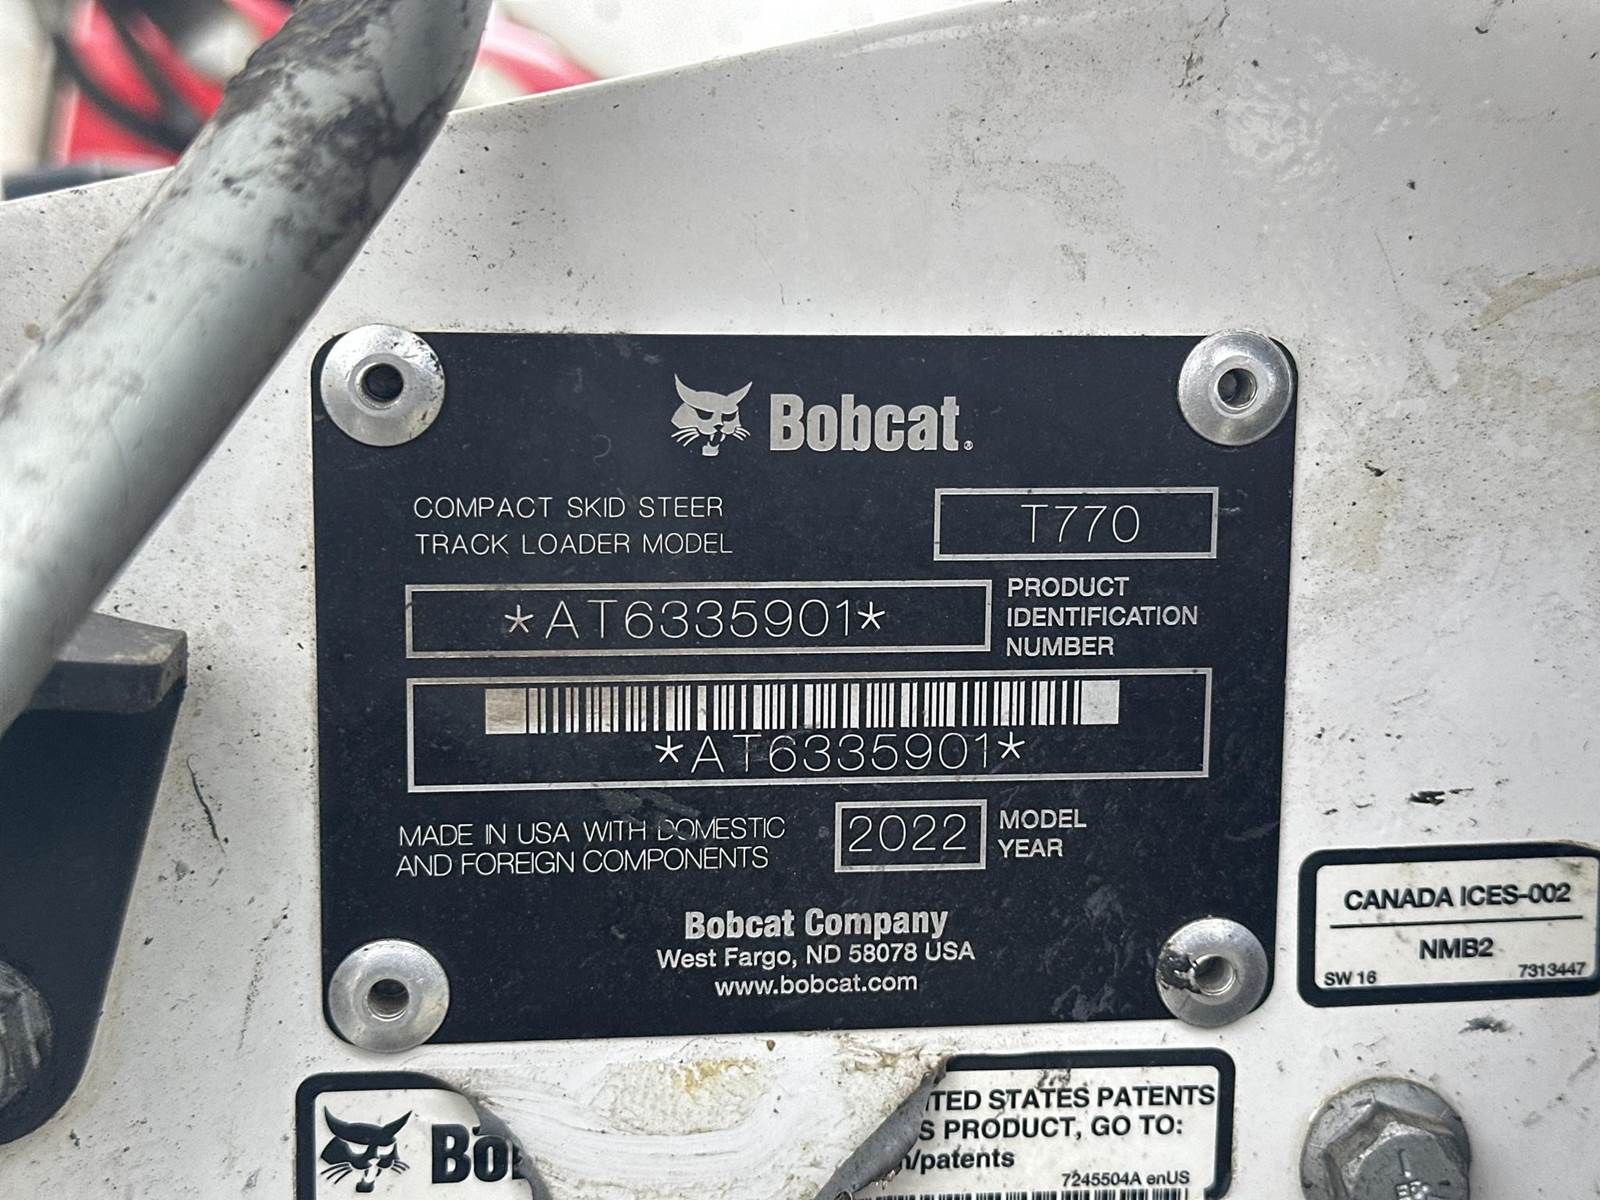 Bobcat®
COMPACT SKID STEER
TRACK LOADER MODEL
T770
*AT6335901*
PRODUCT
IDENTIFICATION
NUMBER
*AT6335901*
MADE IN USA WITH DOMESTIC
AND FOREIGN COMPONENTS
2022
MODEL
YEAR
Bobcat Company
West Fargo, ND 58078 USA
www.bobcat.com
CANADA ICES-002
NMB2
SW 16
7313447
STATES PATENTS
PRODUCT, GO TO:
/patents
7245504A enUS